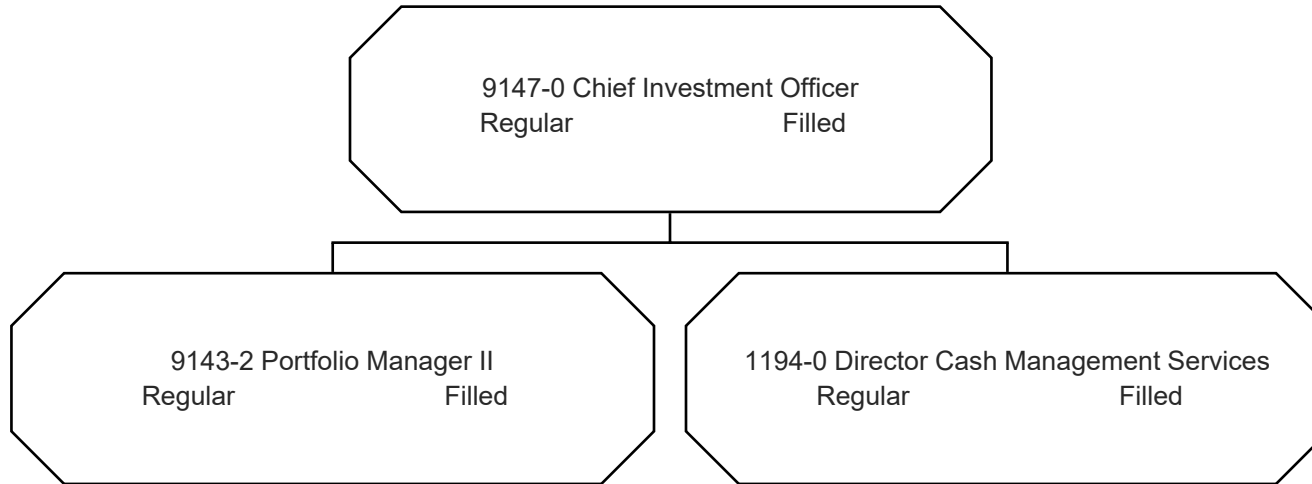 9147-0 Chief Investment Officer
Regular Filled
9143-2 Portfolio Manager II
Regular Filled
1194-0 Director Cash Management Services
Regular Filled